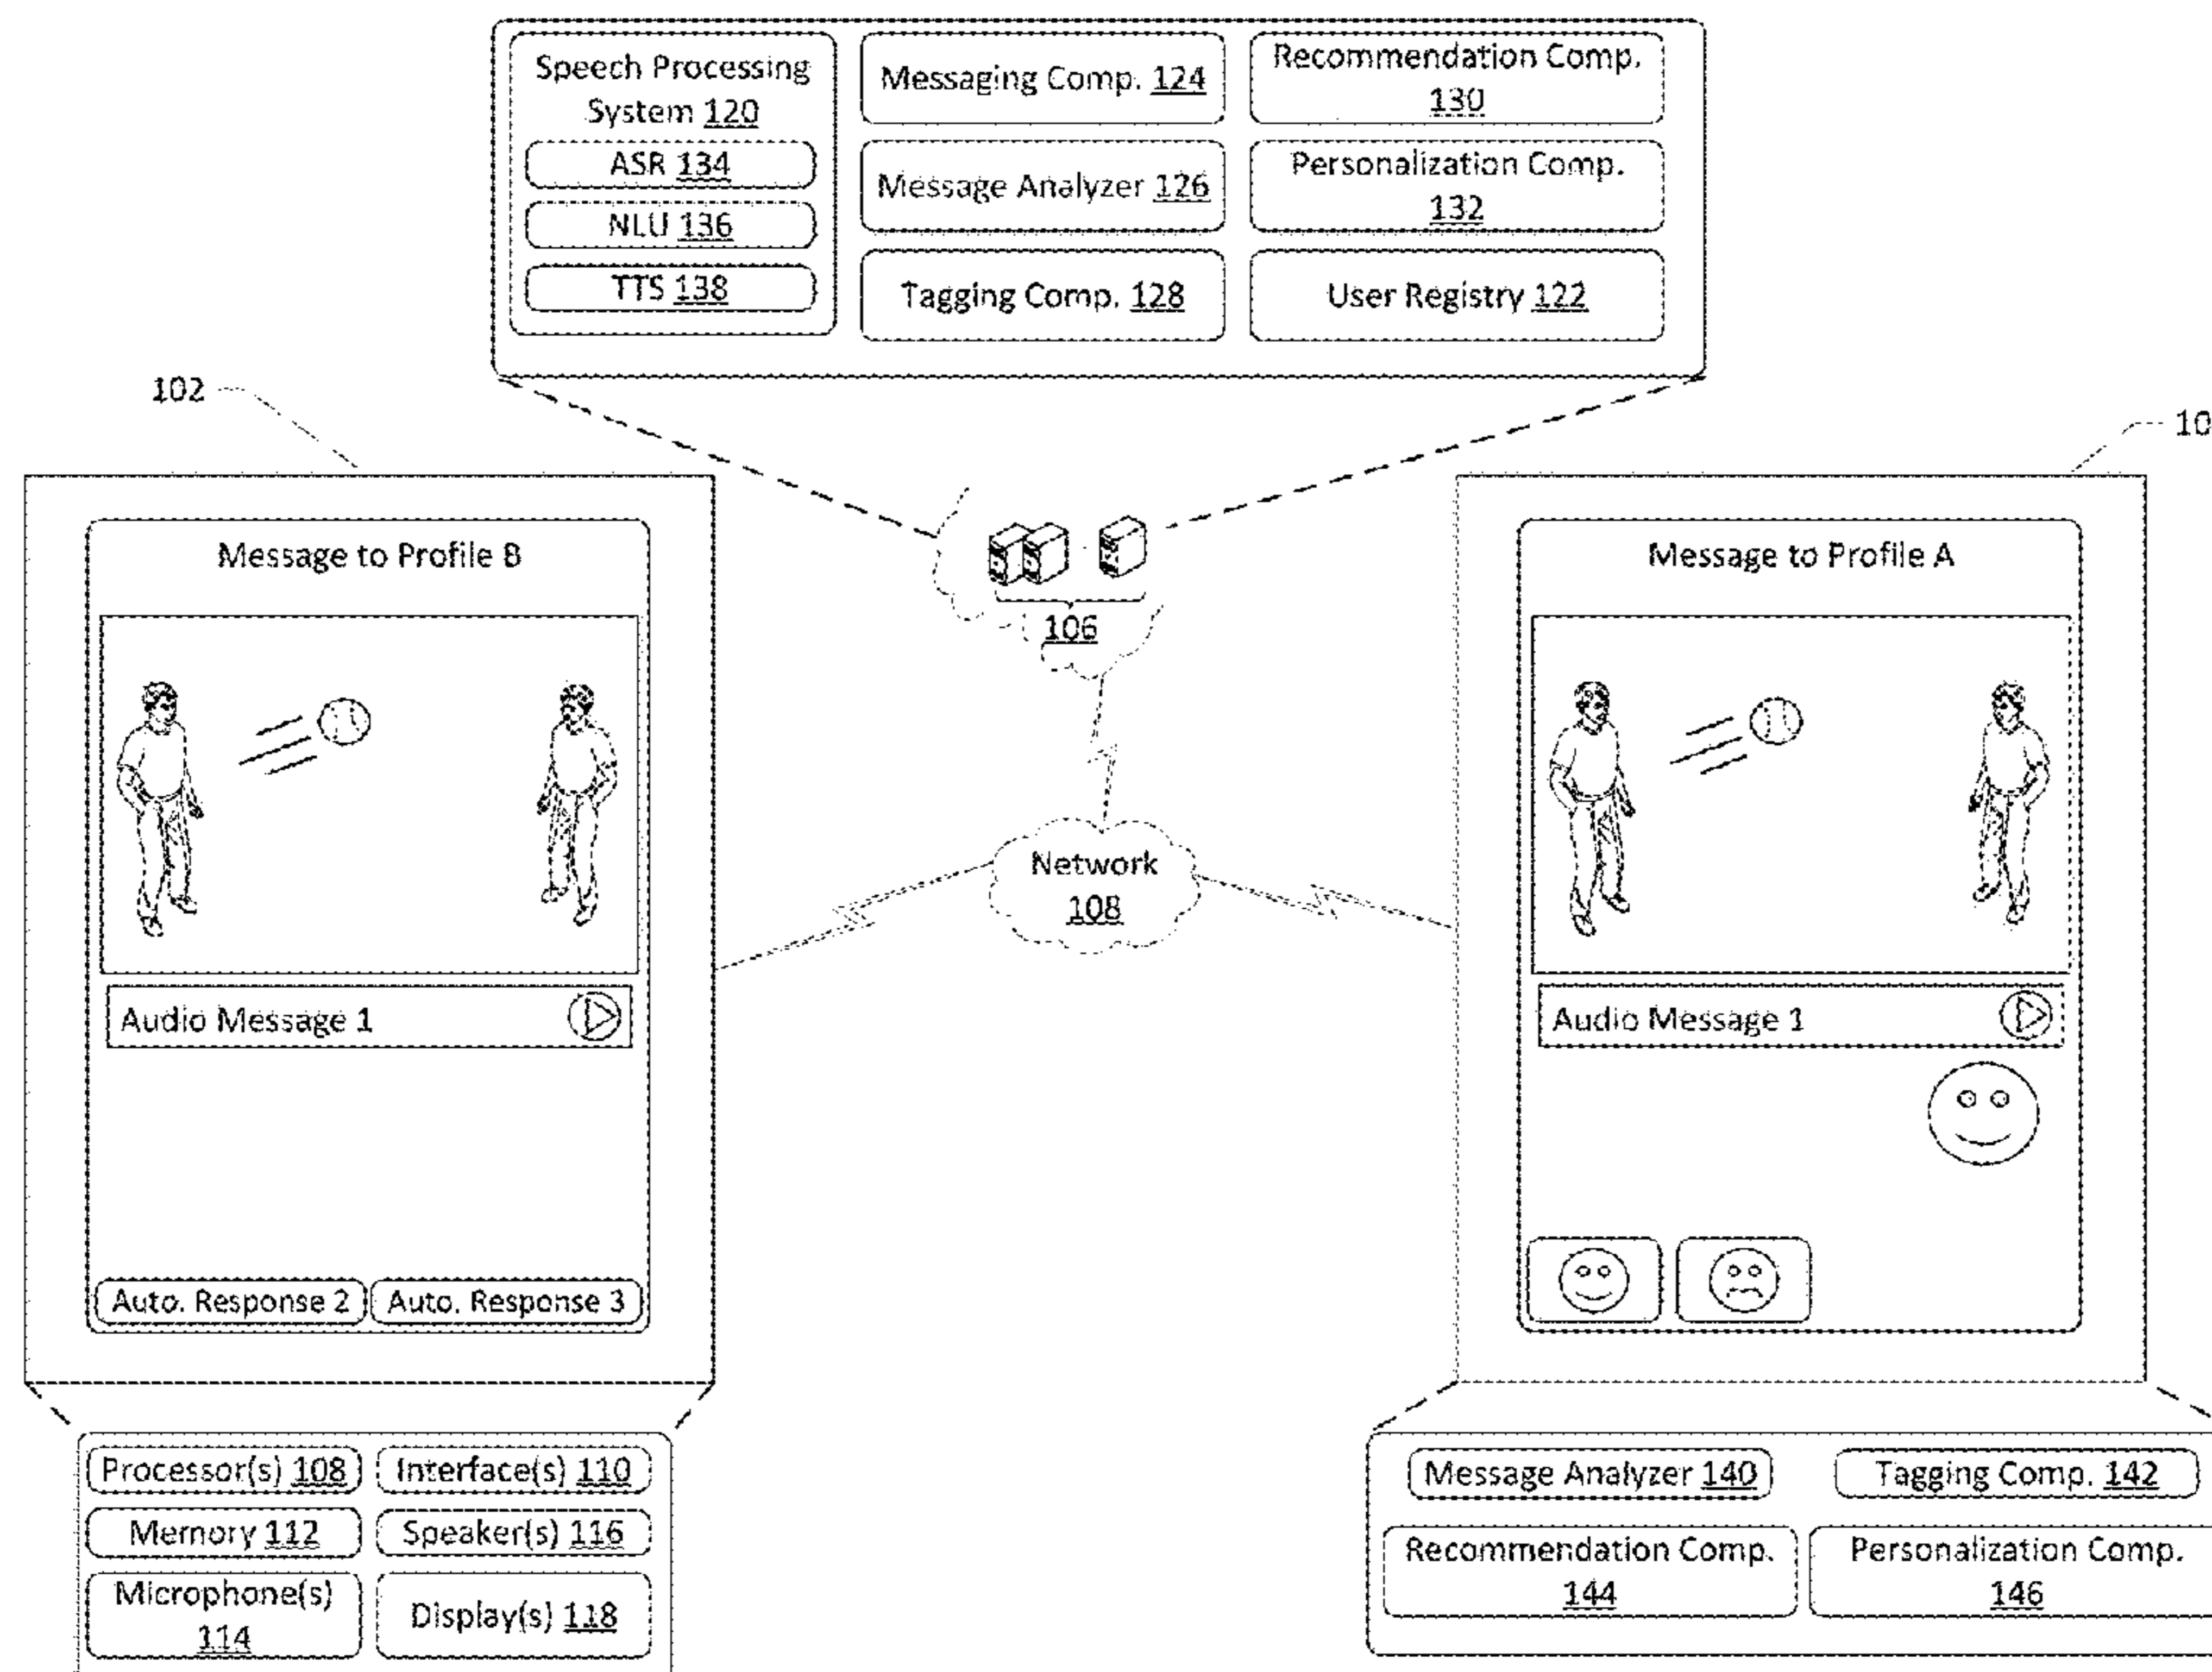 Speech Processing
System 120
ASR 134
NLU 136
TTS 138
Messaging Comp. 124
Message Analyzer 126
Tagging Comp. 128
Recommendation Comp.
130
Personalization Comp.
132
User Registry 122
102
10
106
Network
108
Message to Profile B
Audio Message 1
Auto. Response 2
Auto. Response 3
Message to Profile A
Audio Message 1
Processor(s) 108
Interface(s) 110
Memory 112
Speaker(s) 116
Microphone(s)
114
Display(s) 118
Message Analyzer 140
Tagging Comp. 142
Recommendation Comp.
144
Personalization Comp.
146